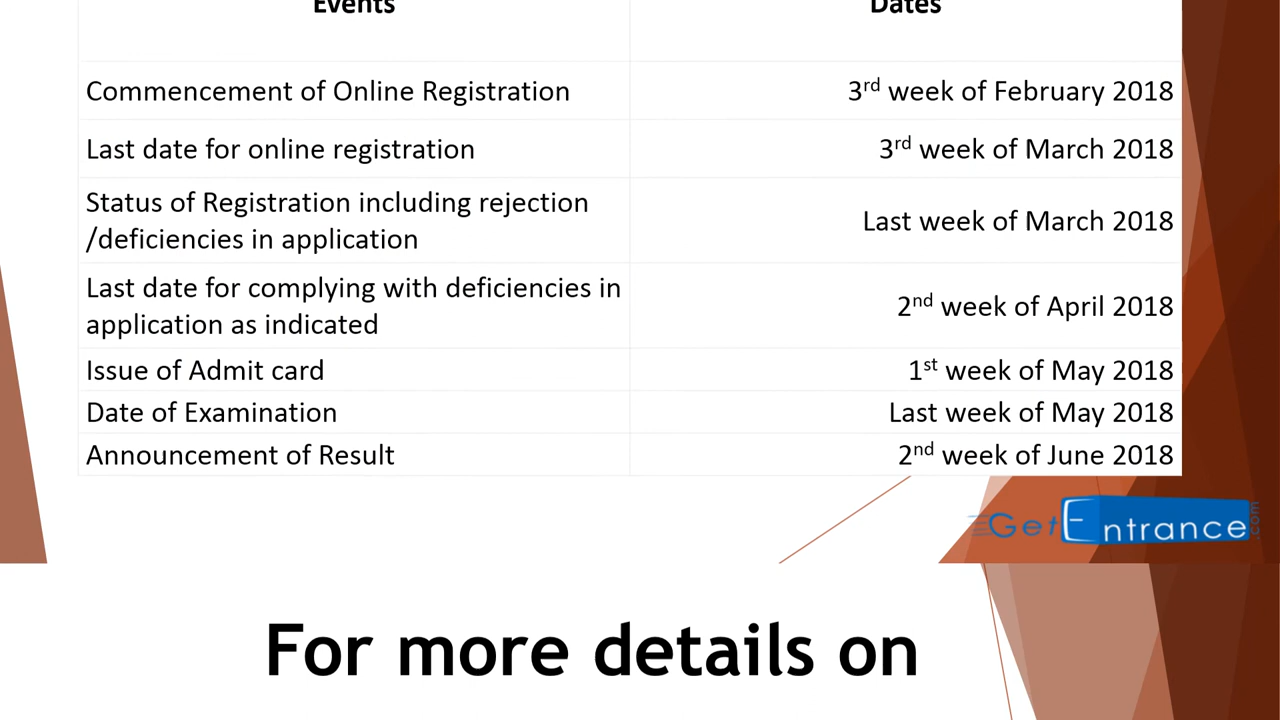 Events Dates
Commencement of Online Registration 3rd week of February 2018
Last date for online registration 3rd week of March 2018
Status of Registration including rejection
/deficiencies in application Last week of March 2018
Last date for complying with deficiencies in
application as indicated 2nd week of April 2018
Issue of Admit card 1st week of May 2018
Date of Examination Last week of May 2018
Announcement of Result 2nd week of June 2018
GetEntrance.com
For more details on